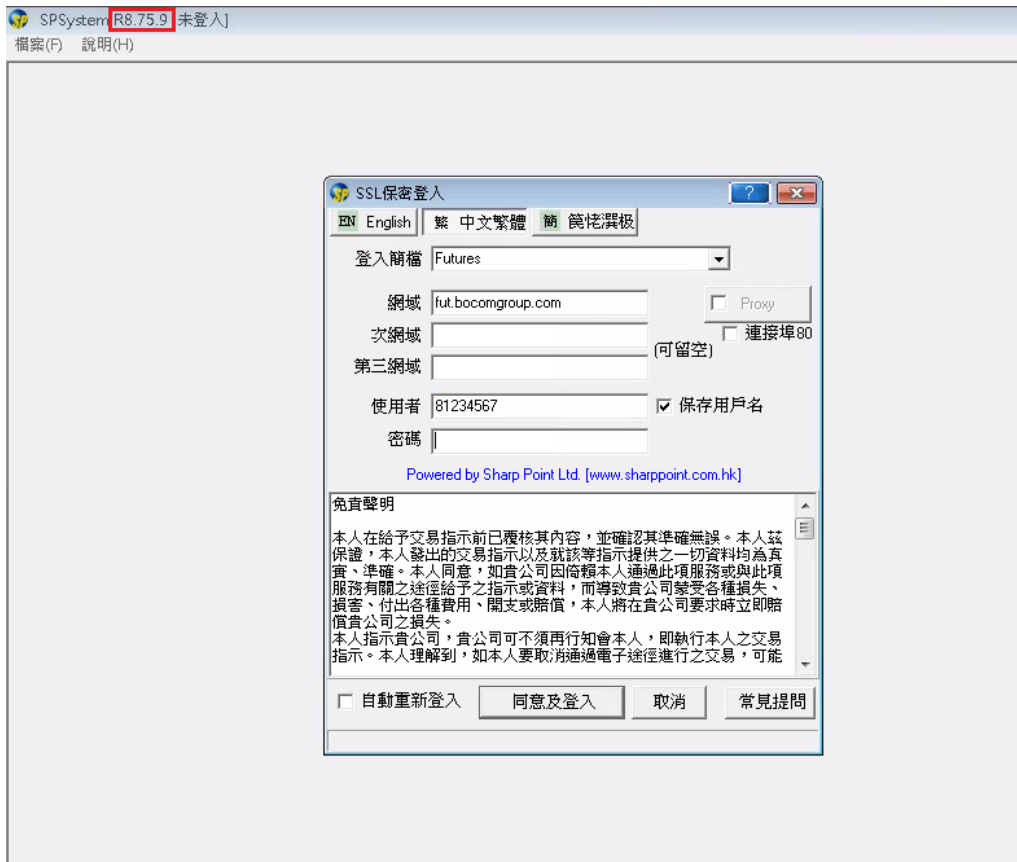 SPSystem R8.75.9 未登入]
檔案(F) 說明(H)
SSL保密登入
?
EN English 繁 中文繁體 簡 箢恅潠极
登入簡檔 Futures
網域 fut.bocomgroup.com
Proxy
次網域
連接埠80
(可留空)
第三網域
使用者 81234567
保存用戶名
密碼
Powered by Sharp Point Ltd. [www.sharppoint.com.hk]
免責聲明
本人在給予交易指示前已覆核其內容，並確認其準確無誤。本人茲
保證，本人發出的交易指示以及就該等指示提供之一切資料均為真
實、準確。本人同意，如貴公司因倚賴本人通過此項服務或與此項
服務有關之途徑給予之指示或資料，而導致貴公司蒙受各種損失、
損害、付出各種費用、開支或賠償，本人將在貴公司要求時立即賠
償貴公司之損失。
本人指示貴公司，貴公司可不須再行知會本人，即執行本人之交易
指示。本人理解到，如本人要取消通過電子途徑進行之交易，可能
自動重新登入 同意及登入 取消 常見提問